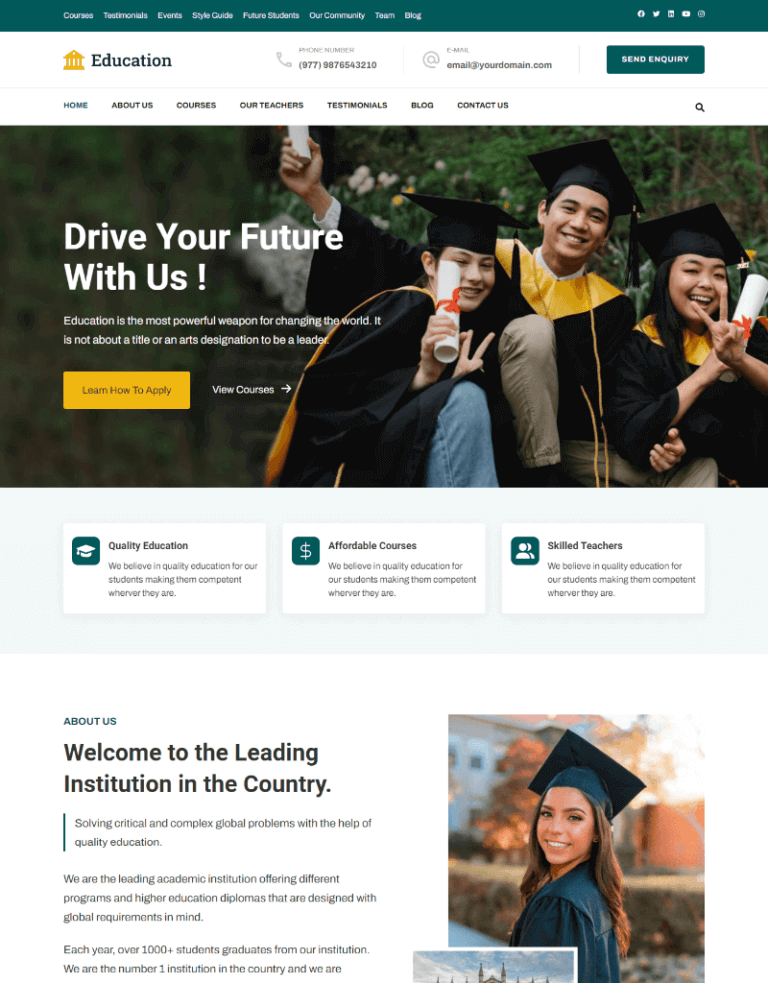 Courses Testimonials Events Style Guide Future Students Our Community Team Blog
Education
PHONE NUMBER
(977) 9876543210
E-MAIL
email@yourdomain.com
SEND ENQUIRY
HOME ABOUT US COURSES OUR TEACHERS TESTIMONIALS BLOG CONTACT US
Drive Your Future
With Us !
Education is the most powerful weapon for changing the world. It
is not about a title or an arts designation to be a leader.
Learn How To Apply
View Courses
Quality Education
We believe in quality education for our
students making them competent
wherver they are.
Affordable Courses
We believe in quality education for
our students making them competent
wherver they are.
Skilled Teachers
We believe in quality education for
our students making them competent
wherver they are.
ABOUT US
Welcome to the Leading
Institution in the Country.
Solving critical and complex global problems with the help of
quality education.
We are the leading academic institution offering different
programs and higher education diplomas that are designed with
global requirements in mind.
Each year, over 1000+ students graduates from our institution.
We are the number 1 institution in the country and we are